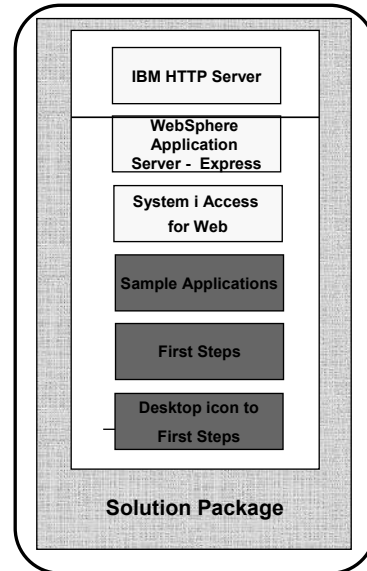 IBM HTTP Server
WebSphere
Application
Server - Express
System i Access
for Web
Sample Applications
First Steps
Desktop icon to
First Steps
Solution Package